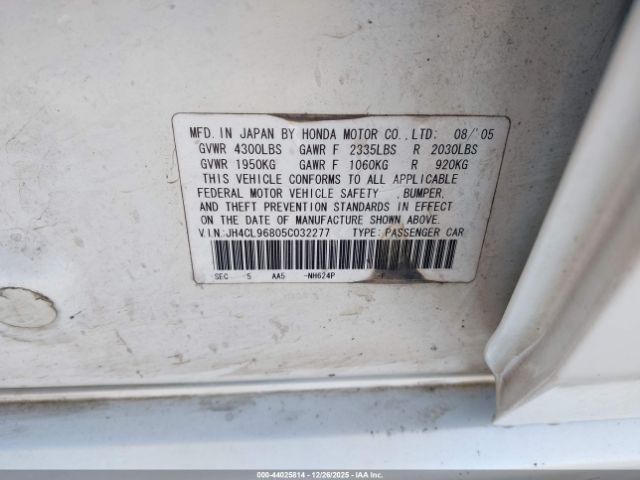 MFD. IN JAPAN BY HONDA MOTOR CO., LTD: 08/'05
GVWR 4300LBS GAWR F 2335LBS R 2030LBS
GVWR 1950KG GAWR F 1060KG R 920KG
THIS VEHICLE CONFORMS TO ALL APPLICABLE
FEDERAL MOTOR VEHICLE SAFETY ,BUMPER,
AND THEFT PREVENTION STANDARDS IN EFFECT
ON THE DATE OF MANUFACTURE SHOWN ABOVE.
V.I.N:JH4CL96805C032277 TYPE: PASSENGER CAR
SEC 5 AA5 -NH624P -F
000-44025814 - 12/26/2025 - IAA Inc.